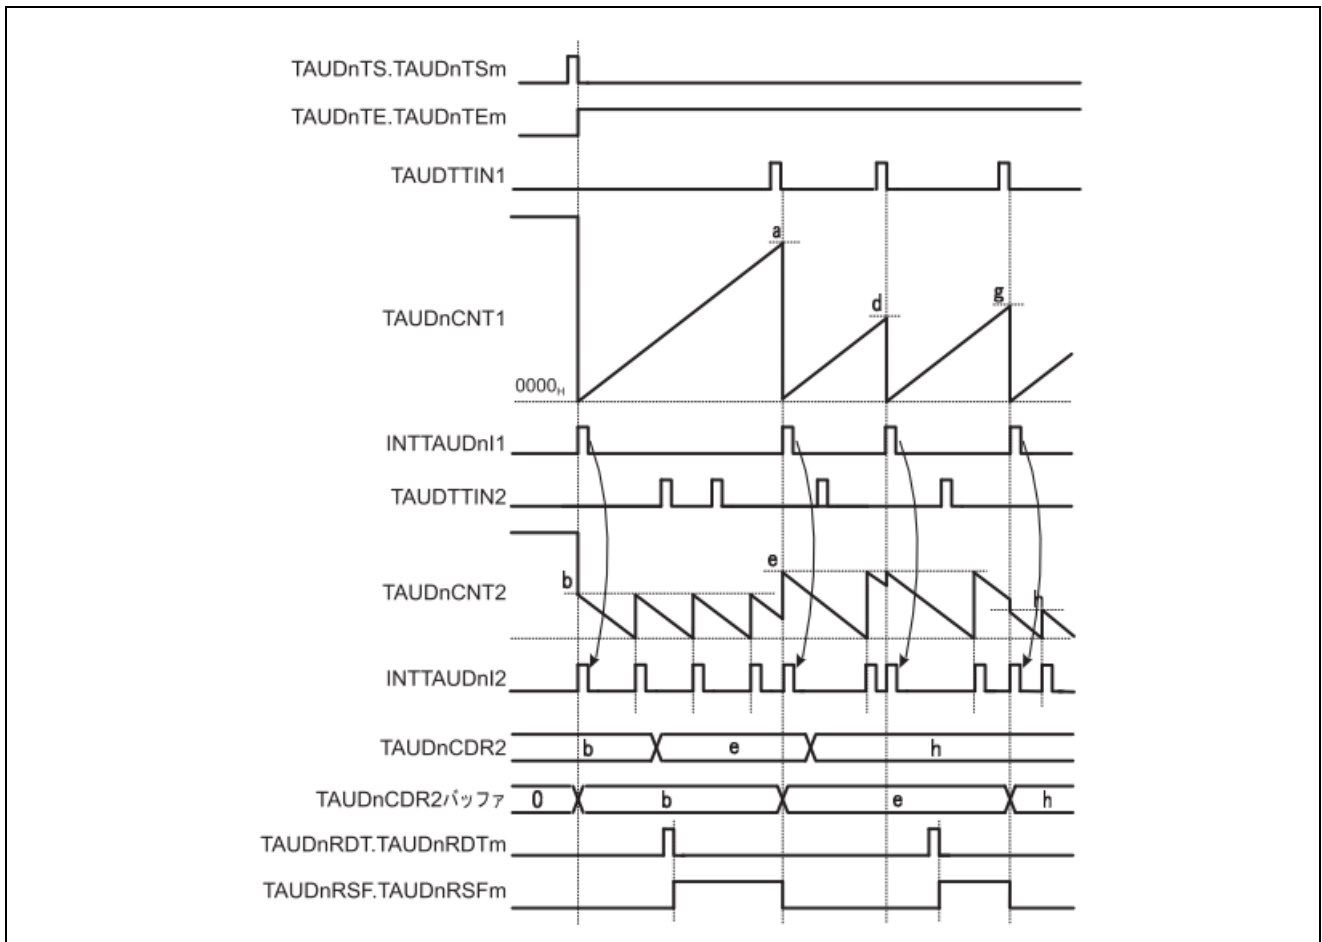 TAUDnTS.TAUDnTSm
TAUDnTE.TAUDnTEm
TAUDTTIN1
a
d
g
TAUDnCNT1
0000H
INTTAUDnI1
TAUDTTIN2
e
b
TAUDnCNT2
h
INTTAUDnI2
TAUDnCDR2
b e h
TAUDnCDR2バッファ
0 b e h
TAUDnRDT.TAUDnRDTm
TAUDnRSF.TAUDnRSFm